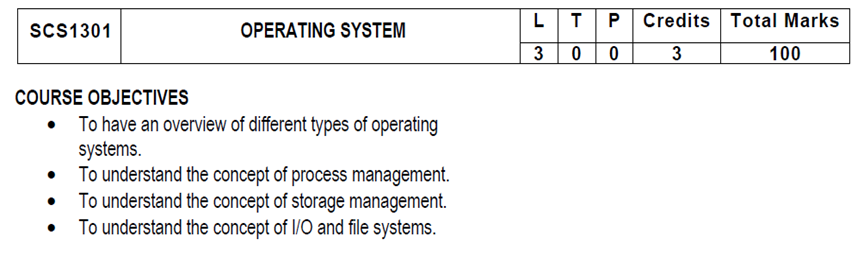 SCS1301 OPERATING SYSTEM L T P Credits Total Marks
3 0 0 3 100
COURSE OBJECTIVES
• To have an overview of different types of operating
systems.
• To understand the concept of process management.
• To understand the concept of storage management.
• To understand the concept of I/O and file systems.